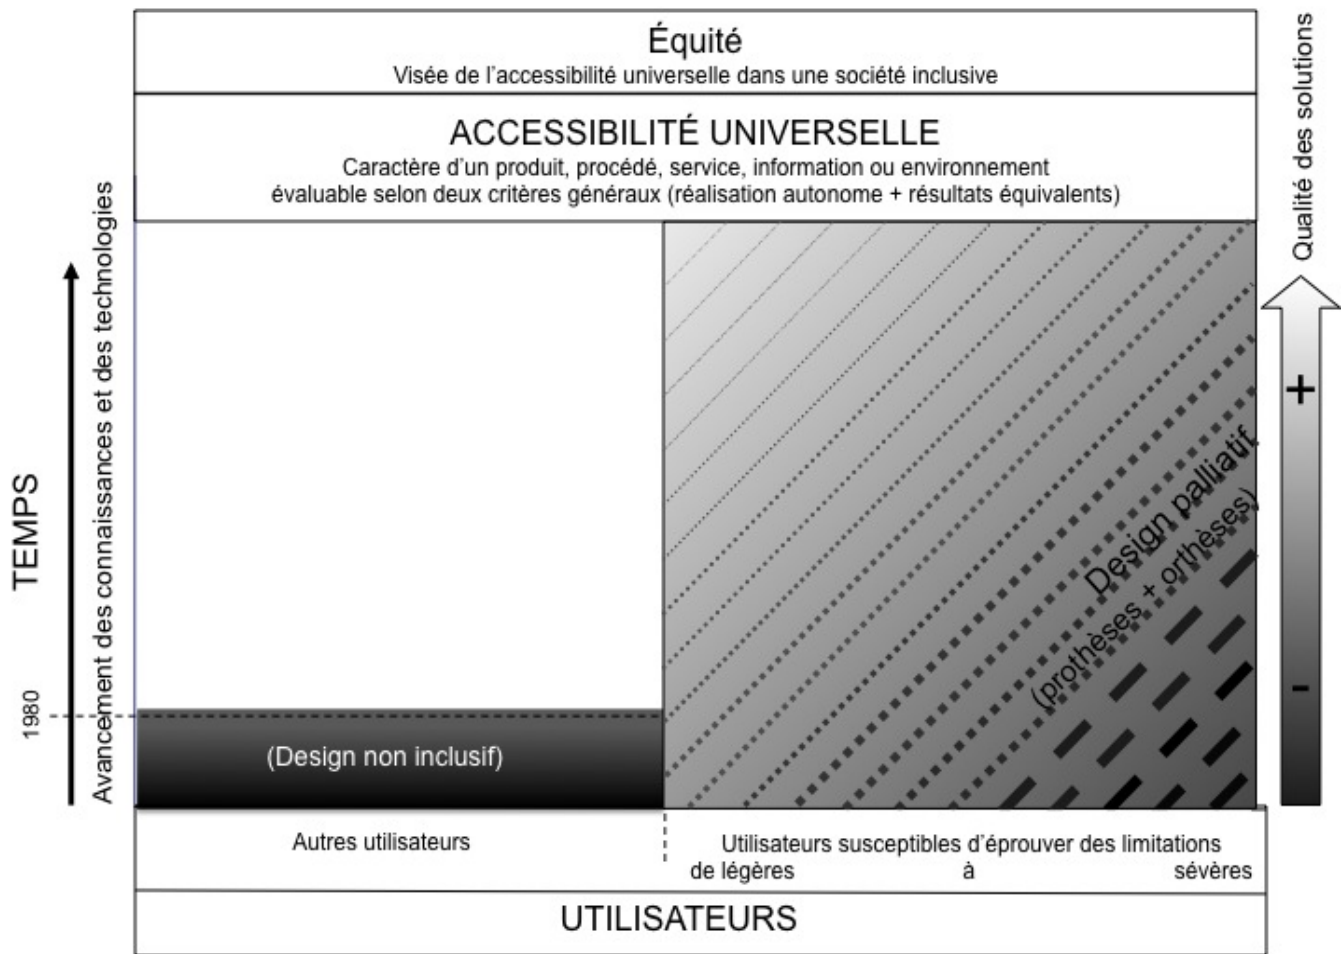 Équité
Visée de l'accessibilité universelle dans une société inclusive
ACCESSIBILITÉ UNIVERSELLE
Caractère d'un produit, procédé, service, information ou environnement
évaluable selon deux critères généraux (réalisation autonome + résultats équivalents)
Qualité des solutions
+
-
TEMPS
Avancement des connaissances et des technologies
1980
(Design non inclusif)
Design palliatif
(prothèses + orthèses)
Autres utilisateurs
Utilisateurs susceptibles d'éprouver des limitations
de légères à sévères
UTILISATEURS